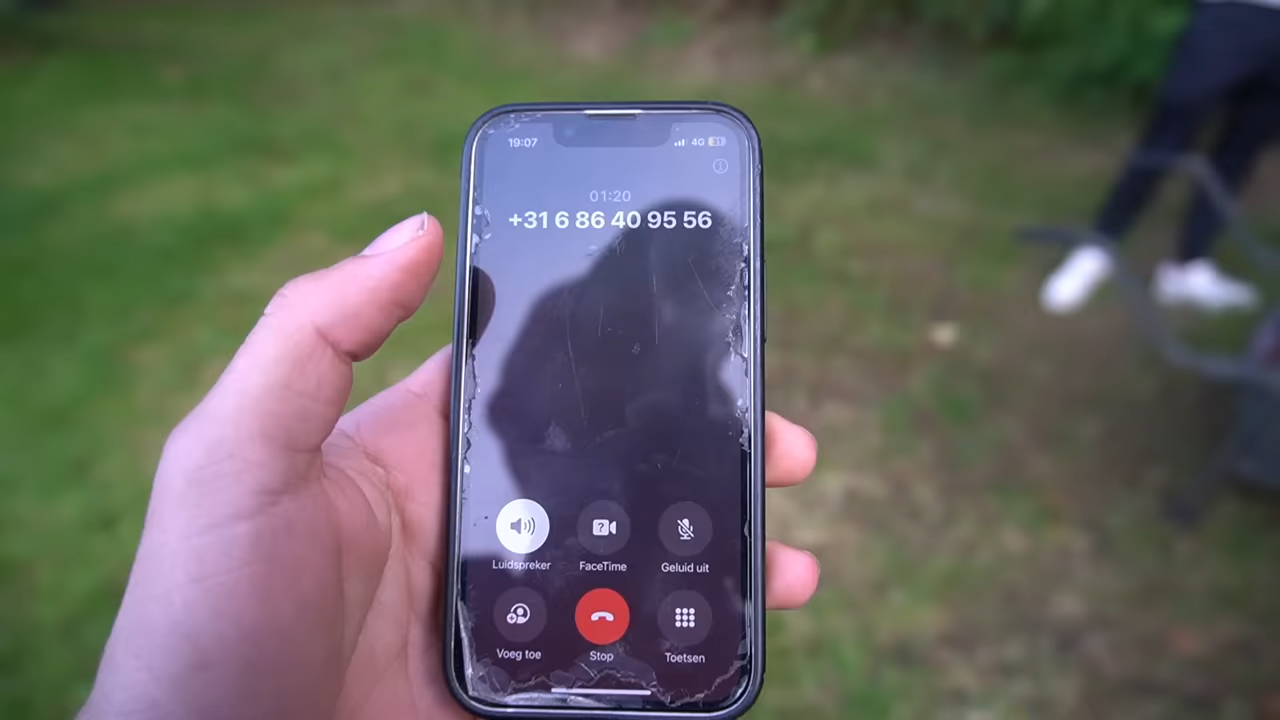 19:07 4G 31
01:20
+31 6 86 40 95 56
Luidspreker FaceTime Geluid uit
Voeg toe Stop Toetsen